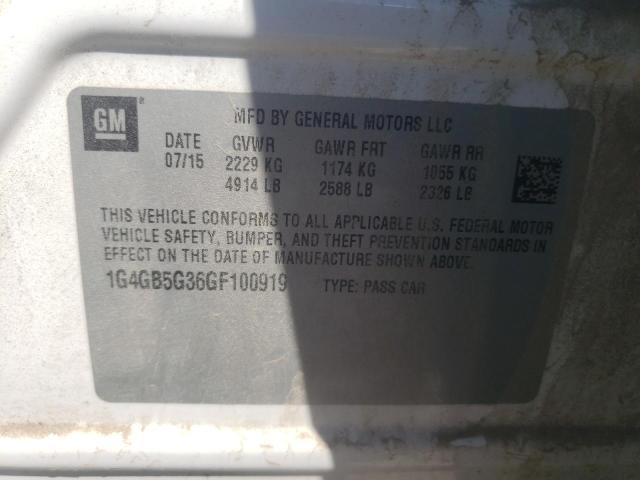 GM
MFD BY GENERAL MOTORS LLC
DATE GVWR GAWR FRT GAWR RR
07/15 2229 KG 1174 KG 1055 KG
4914 LB 2588 LB 2326 LB
THIS VEHICLE CONFORMS TO ALL APPLICABLE U.S. FEDERAL MOTOR
VEHICLE SAFETY, BUMPER, AND THEFT PREVENTION STANDARDS IN
EFFECT ON THE DATE OF MANUFACTURE SHOWN ABOVE.
1G4GB5G36GF100919 TYPE: PASS CAR